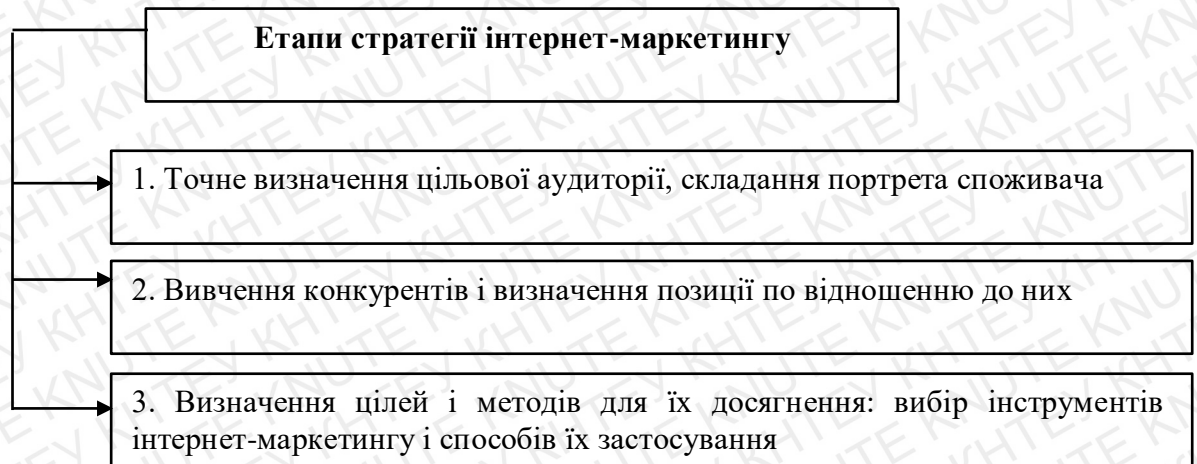 Етапи стратегії інтернет-маркетингу
1. Точне визначення цільової аудиторії, складання портрета споживача
2. Вивчення конкурентів і визначення позиції по відношенню до них
3. Визначення цілей і методів для їх досягнення: вибір інструментів
інтернет-маркетингу і способів їх застосування